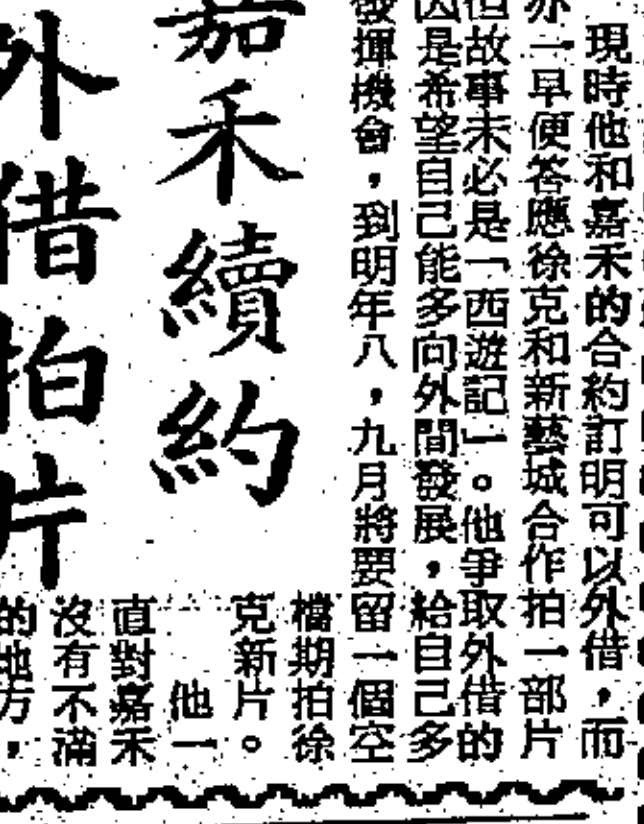 現時他和嘉禾的合約訂明可以外借，而
亦一早便答應徐克和新藝城合作拍一部片
但故事未必是「西遊記」。他爭取外借的
因是希望自己能多向外間發展，給自己多
發揮機會，到明年八，九月將要留一個空
檔期拍徐
克新片。
他一
直對嘉禾
沒有不滿
的地方，
嘉禾續約
外借拍片